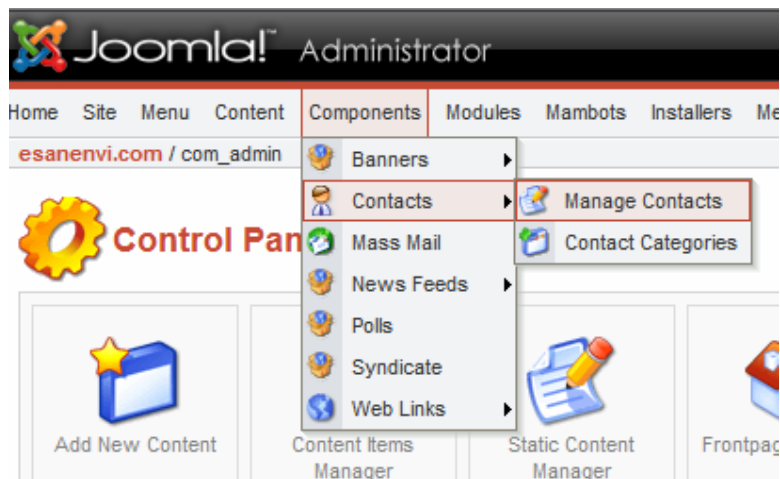 Joomla!™ Administrator
Home Site Menu Content Components Modules Mambots Installers
esanenvi.com / com_admin
Banners
Contacts
Manage Contacts
Control Pan
Mass Mail
Contact Categories
News Feeds
Polls
Syndicate
Web Links
Add New Content
Content Items
Manager
Static Content
Manager